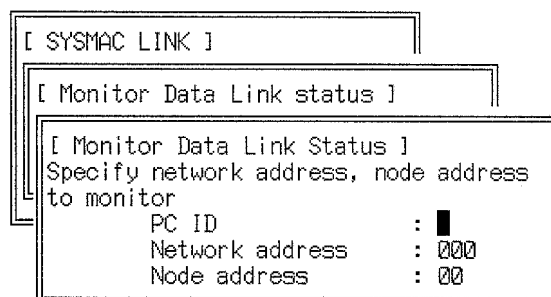 [ SYSMAC LINK ]
[ Monitor Data Link status ]
[ Monitor Data Link Status ]
Specify network address, node address
to monitor
PC ID :
Network address : 000
Node address : 00